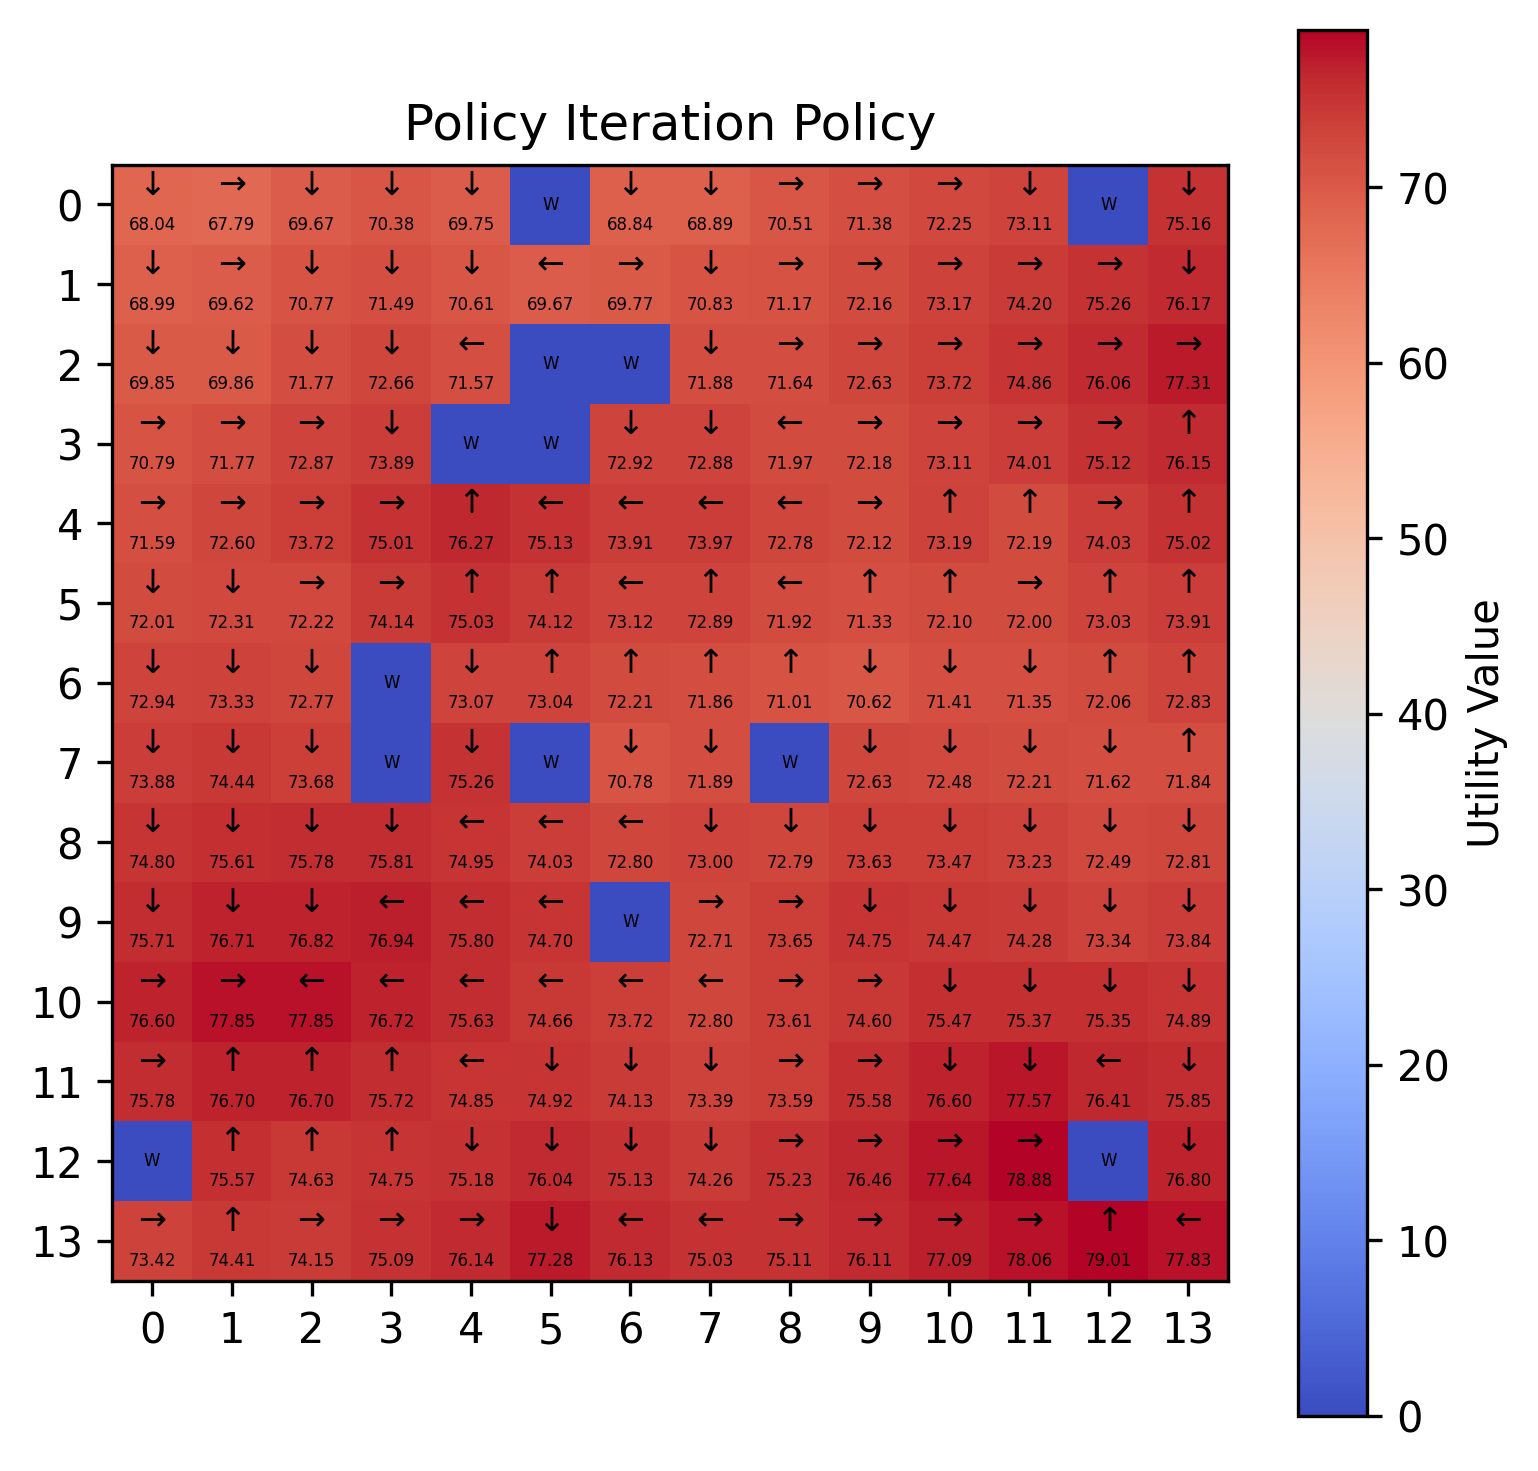 Policy Iteration Policy
0 ↓ → ↓ ↓ ↓ W ↓ ↓ → → → ↓ W ↓
68.04 67.79 69.67 70.38 69.75 68.84 68.89 70.51 71.38 72.25 73.11 75.16
1 ↓ → ↓ ↓ ↓ ← → ↓ → → → → → ↓
68.99 69.62 70.77 71.49 70.61 69.67 69.77 70.83 71.17 72.16 73.17 74.20 75.26 76.17
2 ↓ ↓ ↓ ↓ ← W W ↓ → → → → → →
69.85 69.86 71.77 72.66 71.57 71.88 71.64 72.63 73.72 74.86 76.06 77.31
3 → → → ↓ W W ↓ ↓ ← → → → → ↑
70.79 71.77 72.87 73.89 72.92 72.88 71.97 72.18 73.11 74.01 75.12 76.15
4 → → → → ↑ ← ← ← ← → ↑ ↑ → ↑
71.59 72.60 73.72 75.01 76.27 75.13 73.91 73.97 72.78 72.12 73.19 72.19 74.03 75.02
5 ↓ ↓ → → ↑ ↑ ← ↑ ← ↑ ↑ → ↑ ↑
72.01 72.31 72.22 74.14 75.03 74.12 73.12 72.89 71.92 71.33 72.10 72.00 73.03 73.91
6 ↓ ↓ ↓ W ↓ ↑ ↑ ↑ ↑ ↓ ↓ ↓ ↑ ↑
72.94 73.33 72.77 73.07 73.04 72.21 71.86 71.01 70.62 71.41 71.35 72.06 72.83
7 ↓ ↓ ↓ W ↓ W ↓ ↓ W ↓ ↓ ↓ ↓ ↑
73.88 74.44 73.68 75.26 70.78 71.89 72.63 72.48 72.21 71.62 71.84
8 ↓ ↓ ↓ ↓ ← ← ← ↓ ↓ ↓ ↓ ↓ ↓ ↓
74.80 75.61 75.78 75.81 74.95 74.03 72.80 73.00 72.79 73.63 73.47 73.23 72.49 72.81
9 ↓ ↓ ↓ ← ← ← W → → ↓ ↓ ↓ ↓ ↓
75.71 76.71 76.82 76.94 75.80 74.70 72.71 73.65 74.75 74.47 74.28 73.34 73.84
10 → → ← ← ← ← ← ← → → ↓ ↓ ↓ ↓
76.60 77.85 77.85 76.72 75.63 74.66 73.72 72.80 73.61 74.60 75.47 75.37 75.35 74.89
11 → ↑ ↑ ↑ ← ↓ ↓ ↓ → → ↓ ↓ ← ↓
75.78 76.70 76.70 75.72 74.85 74.92 74.13 73.39 73.59 75.58 76.60 77.57 76.41 75.85
12 W ↑ ↑ ↑ ↓ ↓ ↓ ↓ → → → → W ↓
75.57 74.63 74.75 75.18 76.04 75.13 74.26 75.23 76.46 77.64 78.88 76.80
13 → ↑ → → → ↓ ← ← → → → → ↑ ←
73.42 74.41 74.15 75.09 76.14 77.28 76.13 75.03 75.11 76.11 77.09 78.06 79.01 77.83
0 1 2 3 4 5 6 7 8 9 10 11 12 13
70
60
50
40
30
20
10
0
Utility Value